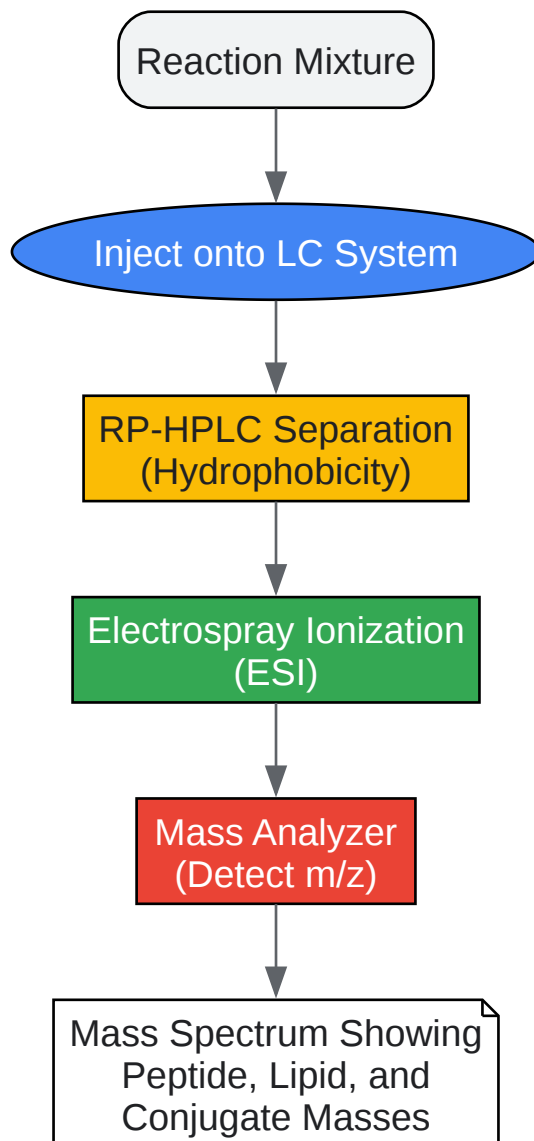 Reaction Mixture
Inject onto LC System
RP-HPLC Separation
(Hydrophobicity)
Electrospray Ionization
(ESI)
Mass Analyzer
(Detect m/z)
Mass Spectrum Showing
Peptide, Lipid, and
Conjugate Masses